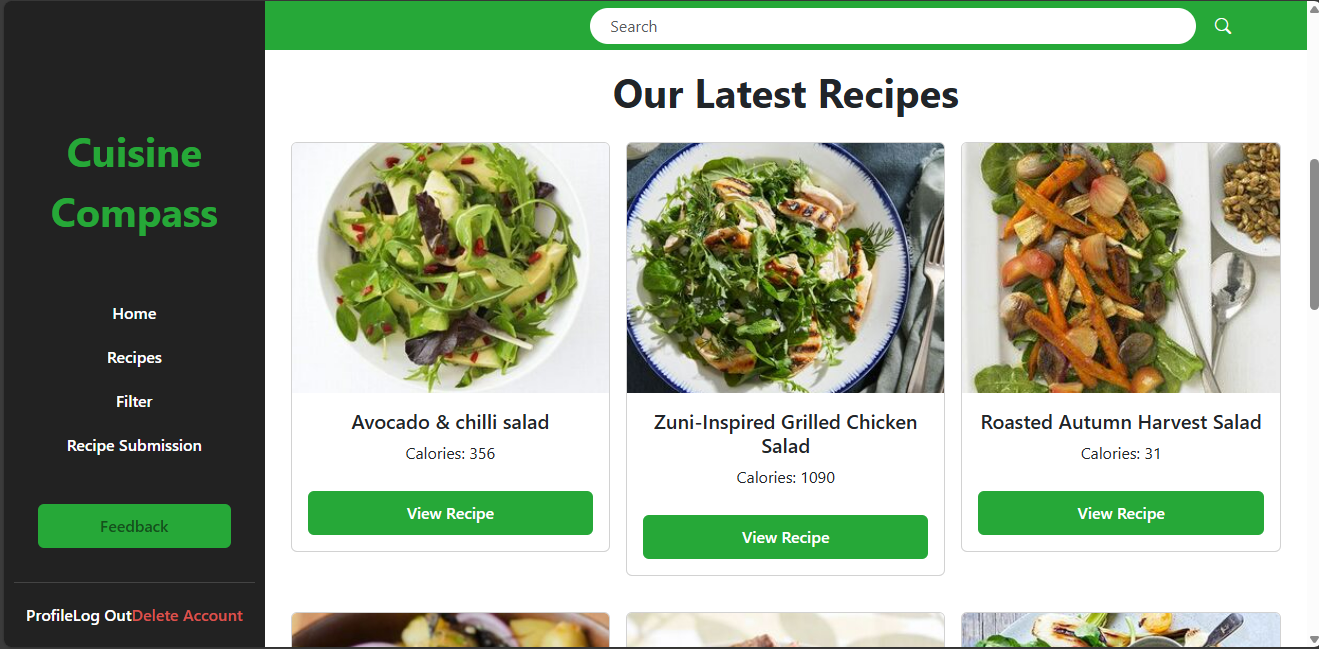 Search
Cuisine
Compass
Home
Recipes
Filter
Recipe Submission
Feedback
ProfileLog OutDelete Account
Our Latest Recipes
Avocado & chilli salad
Calories: 356
View Recipe
Zuni-Inspired Grilled Chicken
Salad
Calories: 1090
View Recipe
Roasted Autumn Harvest Salad
Calories: 31
View Recipe